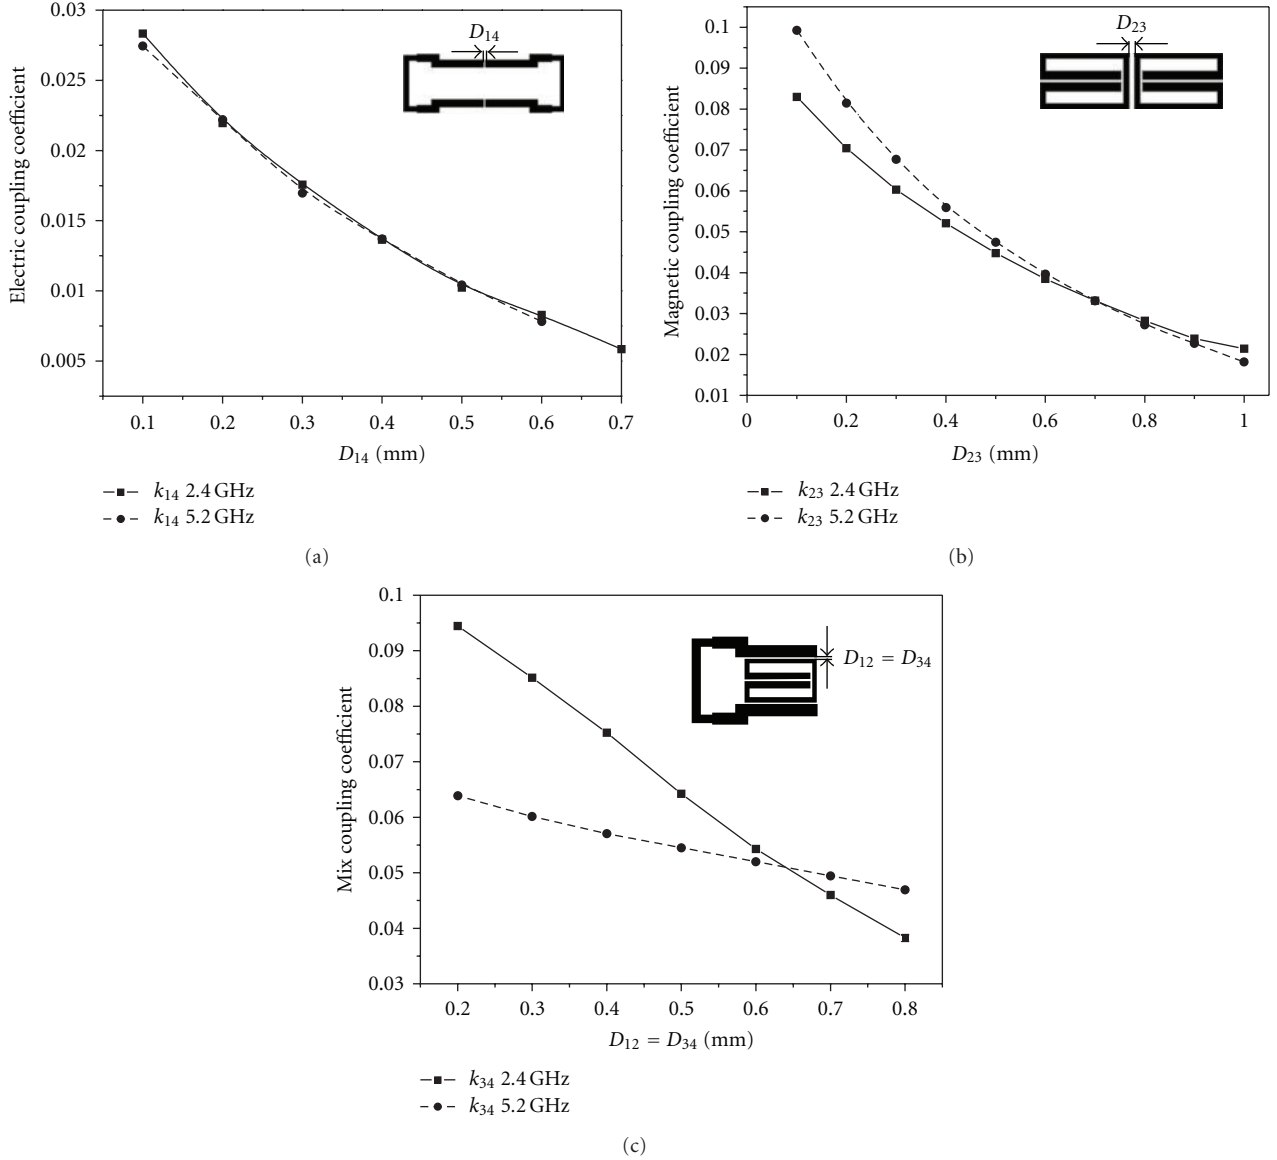 0.03
0.025
0.02
0.015
0.01
0.005
Electric coupling coefficient
D14
0.1 0.2 0.3 0.4 0.5 0.6 0.7
D14 (mm)
k14 2.4 GHz
k14 5.2 GHz
(a)
0.1
0.09
0.08
0.07
0.06
0.05
0.04
0.03
0.02
0.01
Magnetic coupling coefficient
D23
0 0.2 0.4 0.6 0.8 1
D23 (mm)
k23 2.4 GHz
k23 5.2 GHz
(b)
0.1
0.09
0.08
0.07
0.06
0.05
0.04
0.03
Mix coupling coefficient
D12 = D34
0.2 0.3 0.4 0.5 0.6 0.7 0.8
D12 = D34 (mm)
k34 2.4 GHz
k34 5.2 GHz
(c)